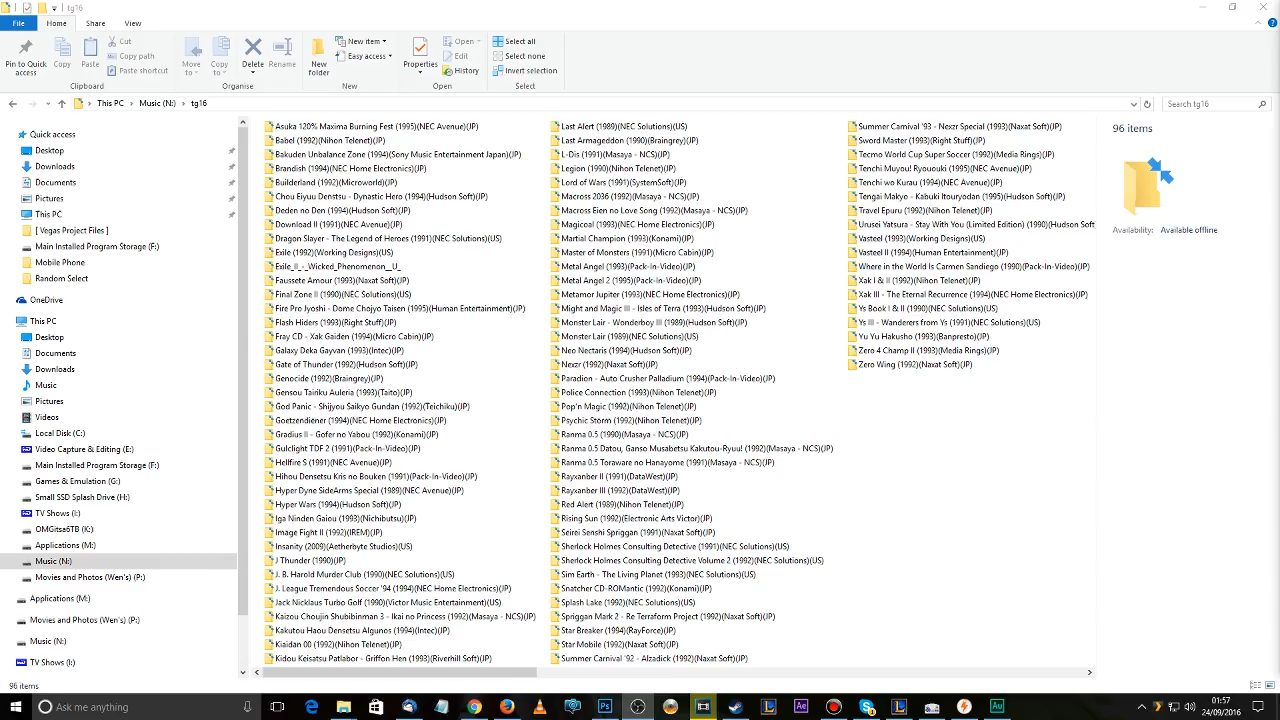 tg16
File
Home
Share
View
Pin to Quick access
Copy
Paste
Cut
Copy path
Paste shortcut
Clipboard
Move to
Copy to
Delete
Rename
Organise
New folder
New item
Easy access
New
Properties
Open
Edit
History
Open
Select all
Select none
Invert selection
Select
This PC > Music (N:) > tg16
Search tg16
Quick access
Desktop
Downloads
Documents
Pictures
This PC
[ Vegas Project Files ]
Main Installed Program Storage (F:)
Mobile Phone
Random Select
OneDrive
This PC
Desktop
Documents
Downloads
Music
Pictures
Videos
Local Disk (C:)
Video Capture & Editing (E:)
Main Installed Program Storage (F:)
Games & Emulation (G:)
Small SSD Splash Drive (H:)
TV Shows (I:)
OMGitsa6TB (K:)
Applications (M:)
Music (N:)
Movies and Photos (Wen's) (P:)
Applications (M:)
Movies and Photos (Wen's) (P:)
Music (N:)
TV Shows (I:)
Asuka 120% Maxima Burning Fest (1995)(NEC Avenue)(JP)
Babel (1992)(Nihon Telenet)(JP)
Bakuden Unbalance Zone (1994)(Sony Music Entertainment Japan)(JP)
Brandish (1994)(NEC Home Electronics)(JP)
Builderland (1992)(Microworld)(JP)
Chou Eiyuu Densetsu - Dynastic Hero (1994)(Hudson Soft)(JP)
Deden no Den (1994)(Hudson Soft)(JP)
Download II (1991)(NEC Avenue)(JP)
Dragon Slayer - The Legend of Heroes (1991)(NEC Solutions)(US)
Exile (1992)(Working Designs)(US)
Exile_II_-_Wicked_Phenomenon__U_
Faussete Amour (1993)(Naxat Soft)(JP)
Final Zone II (1990)(NEC Solutions)(US)
Fire Pro Jyoshi - Dome Chojyo Taisen (1995)(Human Entertainment)(JP)
Flash Hiders (1993)(Right Stuff)(JP)
Fray CD - Xak Gaiden (1994)(Micro Cabin)(JP)
Galaxy Deka Gayvan (1993)(Intec)(JP)
Gate of Thunder (1992)(Hudson Soft)(JP)
Genocide (1992)(Braingrey)(JP)
Gensou Tairiku Auleria (1993)(Taito)(JP)
God Panic - Shijyou Saikyo Gundan (1992)(Teichiku)(JP)
Goetzendiener (1994)(NEC Home Electronics)(JP)
Gradius II - Gofer no Yabou (1992)(Konami)(JP)
Gulclight TDF 2 (1991)(Pack-In-Video)(JP)
Hellfire S (1991)(NEC Avenue)(JP)
Hihou Densetsu Kris no Bouken (1991)(Pack-In-Video)(JP)
Hyper Dyne SideArms Special (1989)(NEC Avenue)(JP)
Hyper Wars (1994)(Hudson Soft)(JP)
Iga Ninden Gaiou (1993)(Nichibutsu)(JP)
Image Fight II (1992)(IREM)(JP)
Insanity (2009)(Aetherbyte Studios)(US)
J Thunder (1990)(JP)
J. B. Harold Murder Club (1990)(NEC Solutions)(US)
J. League Tremendous Soccer '94 (1994)(NEC Home Electronics)(JP)
Jack Nicklaus Turbo Golf (1990)(Victor Music Entertainment)(US)
Kaizou Choujin Shubibinman 3 - Ikai no Princess (1992)(Masaya - NCS)(JP)
Kakutou Haou Densetsu Algunos (1994)(Intec)(JP)
Kiaidan 00 (1992)(Nihon Telenet)(JP)
Kidou Keisatsu Patlabor - Griffon Hen (1993)(Riverhill Soft)(JP)
Last Alert (1989)(NEC Solutions)(US)
Last Armageddon (1990)(Braingrey)(JP)
L-Dis (1991)(Masaya - NCS)(JP)
Legion (1990)(Nihon Telenet)(JP)
Lord of Wars (1991)(SystemSoft)(JP)
Macross 2036 (1992)(Masaya - NCS)(JP)
Macross Eien no Love Song (1992)(Masaya - NCS)(JP)
Magiccoal (1993)(NEC Home Electronics)(JP)
Martial Champion (1993)(Konami)(JP)
Master of Monsters (1991)(Micro Cabin)(JP)
Metal Angel (1993)(Pack-In-Video)(JP)
Metal Angel 2 (1995)(Pack-In-Video)(JP)
Metamor Jupiter (1993)(NEC Home Electronics)(JP)
Might and Magic III - Isles of Terra (1993)(Hudson Soft)(JP)
Monster Lair - Wonderboy III (1989)(Hudson Soft)(JP)
Monster Lair (1989)(NEC Solutions)(US)
Neo Nectaris (1994)(Hudson Soft)(JP)
Nexzr (1992)(Naxat Soft)(JP)
Paradion - Auto Crusher Palladium (1994)(Pack-In-Video)(JP)
Police Connection (1993)(Nihon Telenet)(JP)
Pop'n Magic (1992)(Nihon Telenet)(JP)
Psychic Storm (1992)(Nihon Telenet)(JP)
Ranma 0.5 (1990)(Masaya - NCS)(JP)
Ranma 0.5 Datou, Ganso Musabetsu Kakutou-Ryuu! (1992)(Masaya - NCS)(JP)
Ranma 0.5 Toraware no Hanayome (1991)(Masaya - NCS)(JP)
Rayxanber II (1991)(DataWest)(JP)
Rayxanber III (1992)(DataWest)(JP)
Red Alert (1989)(Nihon Telenet)(JP)
Rising Sun (1992)(Electronic Arts Victor)(JP)
Seirei Senshi Spriggan (1991)(Naxat Soft)(JP)
Sherlock Holmes Consulting Detective (1991)(NEC Solutions)(US)
Sherlock Holmes Consulting Detective Volume 2 (1992)(NEC Solutions)(US)
Sim Earth - The Living Planet (1993)(NEC Solutions)(US)
Snatcher CD-ROMantic (1992)(Konami)(JP)
Splash Lake (1992)(NEC Solutions)(US)
Spriggan Mark 2 - Re Terraform Project (1992)(Naxat Soft)(JP)
Star Breaker (1994)(RayForce)(JP)
Star Mobile (1992)(Naxat Soft)(JP)
Summer Carnival '92 - Alzadick (1992)(Naxat Soft)(JP)
Summer Carnival '93 - Nexzr Special (1993)(Naxat Soft)(JP)
Sword Master (1993)(Right Stuff)(JP)
Tecmo World Cup Super Soccer (1992)(Media Rings)(JP)
Tenchi Muyou! Ryououki (1995)(NEC Avenue)(JP)
Tenchi wo Kurau (1994)(NEC Avenue)(JP)
Tengai Makyo - Kabuki Itouryodan (1993)(Hudson Soft)(JP)
Travel Epuru (1992)(Nihon Telenet)(JP)
Urusei Yatsura - Stay With You (Limited Edition) (1990)(Hudson Soft
Vasteel (1993)(Working Designs)(US)
Vasteel II (1994)(Human Entertainment)(JP)
Where in the World Is Carmen Sandiego (1990)(Pack-In-Video)(JP)
Xak I & II (1992)(Nihon Telenet)(JP)
Xak III - The Eternal Recurrence (1994)(NEC Home Electronics)(JP)
Ys Book I & II (1990)(NEC Solutions)(US)
Ys III - Wanderers from Ys (1991)(NEC Solutions)(US)
Yu Yu Hakusho (1993)(Banpresto)(JP)
Zero 4 Champ II (1993)(Media Rings)(JP)
Zero Wing (1992)(Naxat Soft)(JP)
96 items
Availability: Available offline
96 items
Ask me anything
01:57
24/09/2016